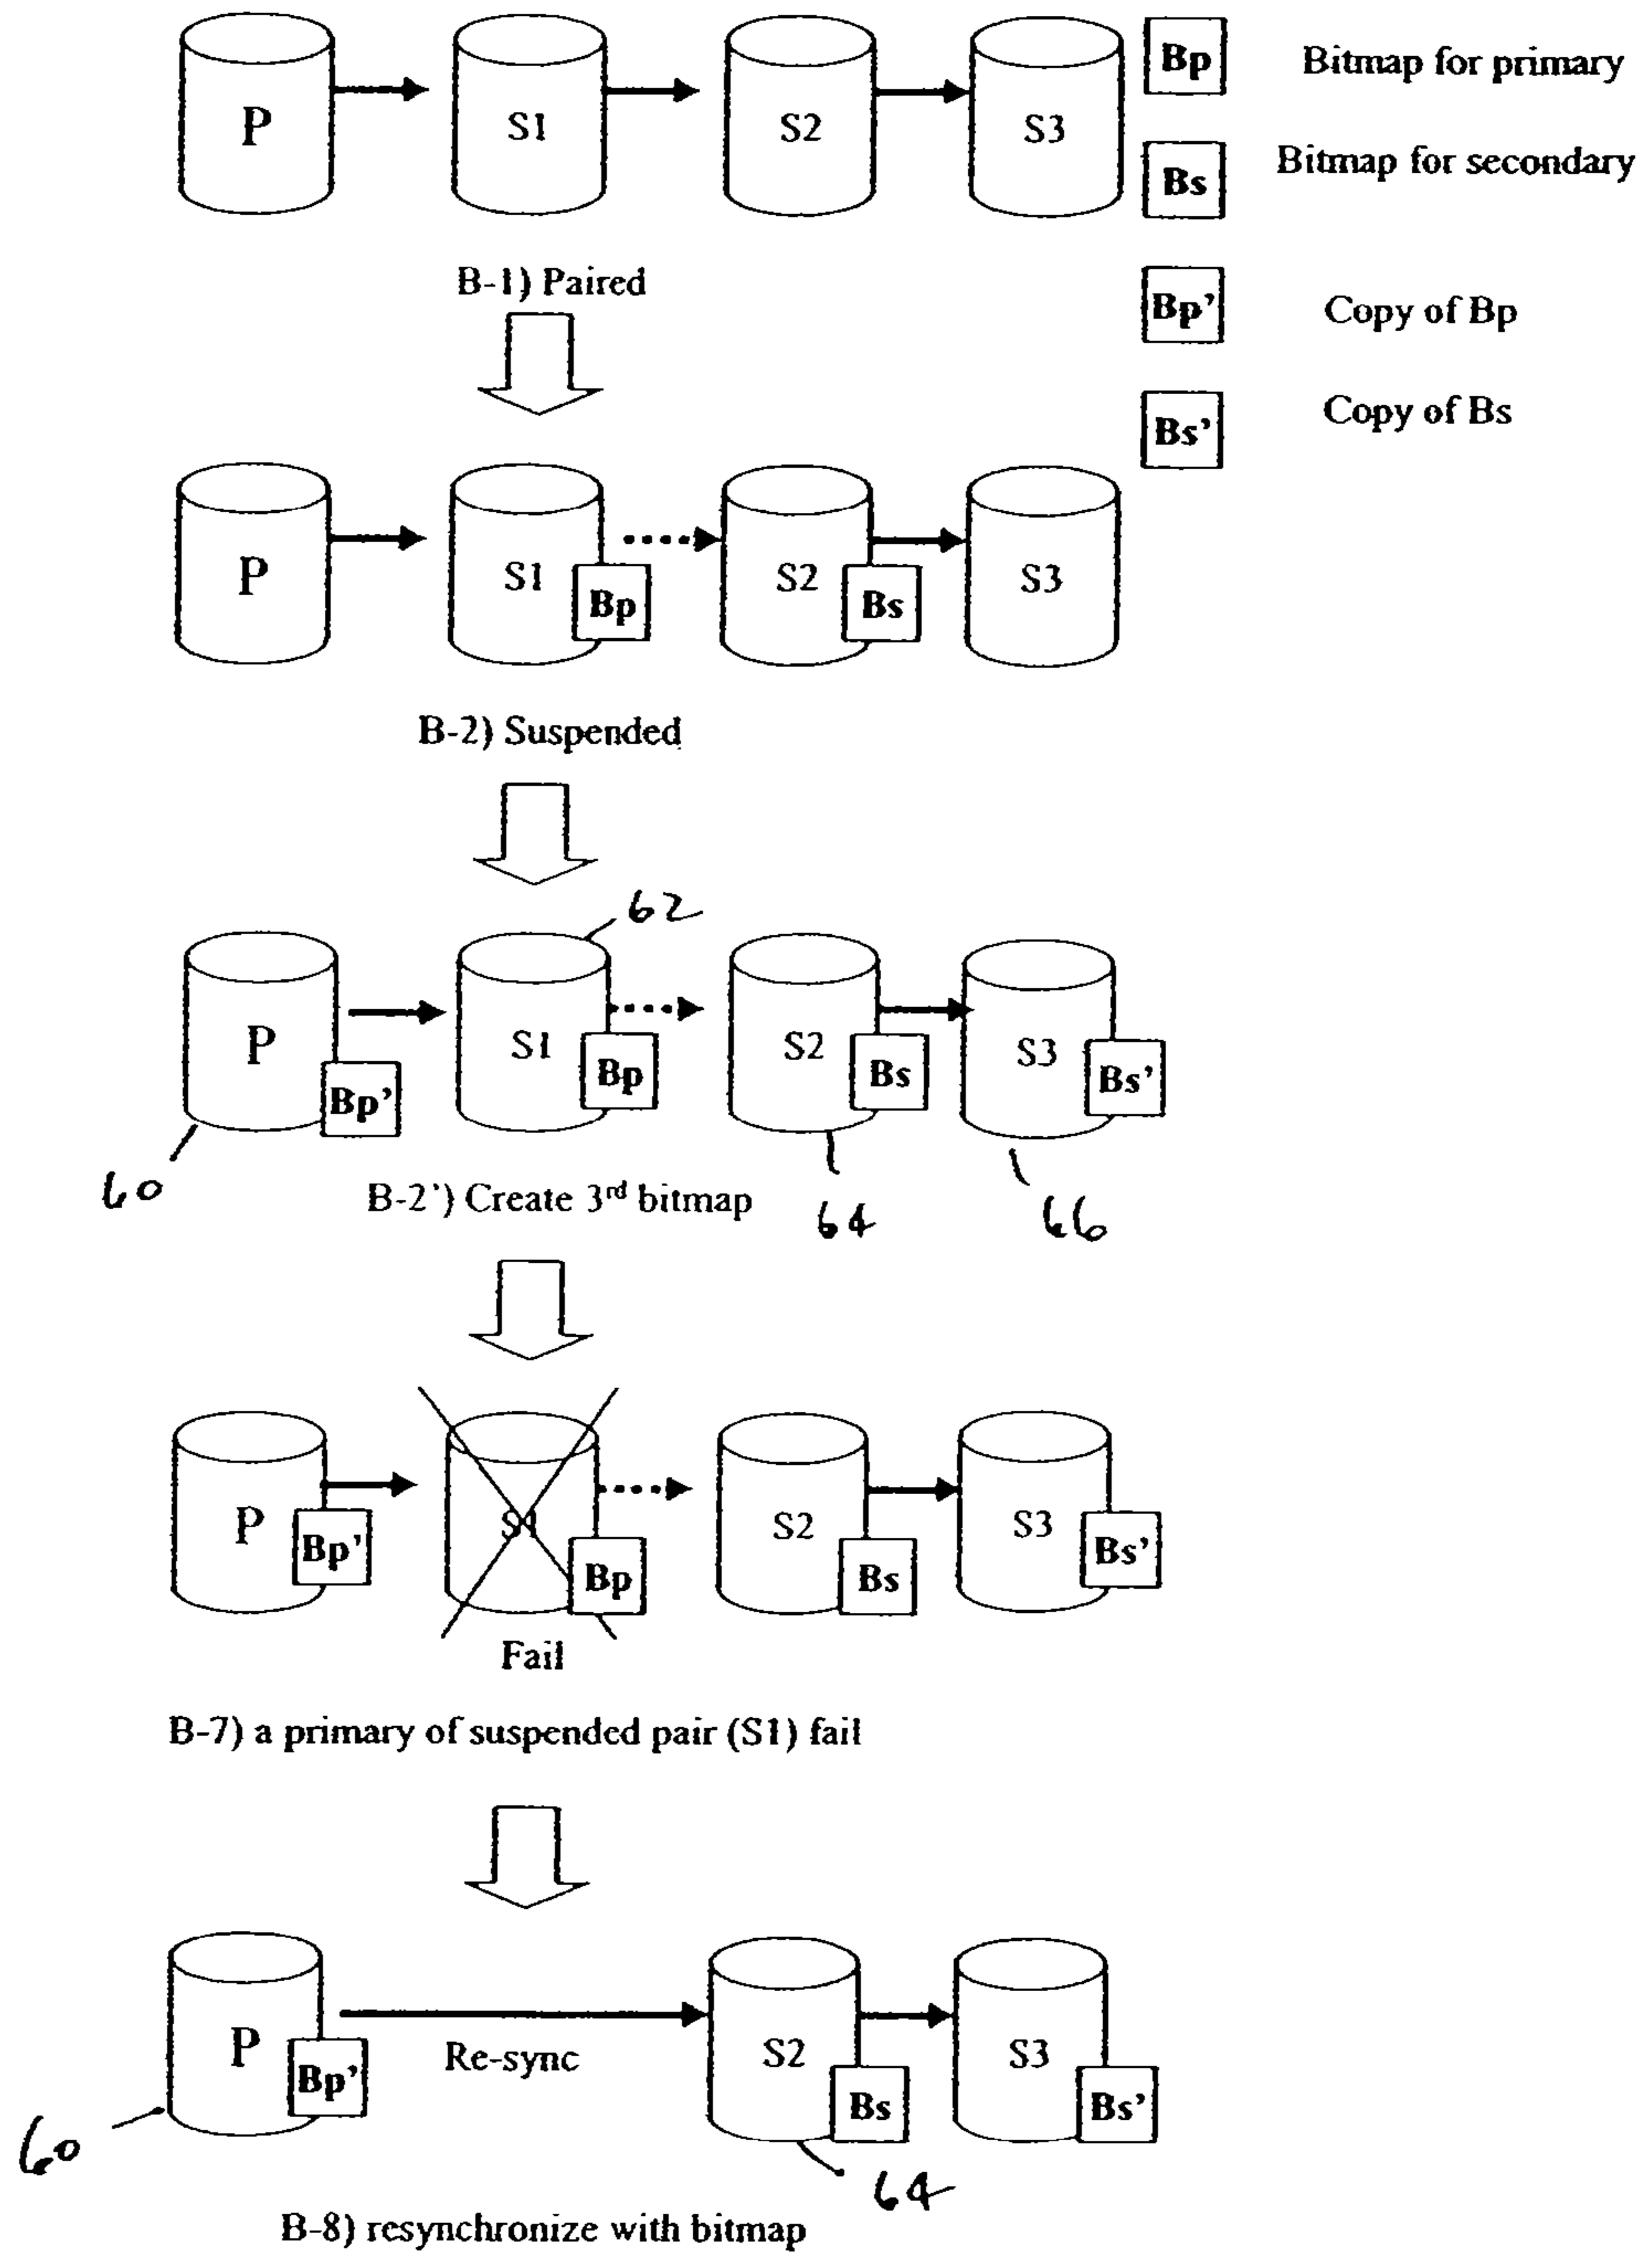 P
S1
S2
S3
Bp
Bitmap for primary
Bs
Bitmap for secondary
Bp'
Copy of Bp
Bs'
Copy of Bs
B-1) Paired
P
S1
Bp
S2
Bs
S3
B-2) Suspended
62
P
Bp'
S1
Bp
S2
Bs
S3
Bs'
60
B-2') Create 3rd bitmap
64
66
P
Bp'
S1
Bp
S2
Bs
S3
Bs'
Fail
B-7) a primary of suspended pair (S1) fail
P
Bp'
Re-sync
S2
Bs
S3
Bs'
60
64
B-8) resynchronize with bitmap